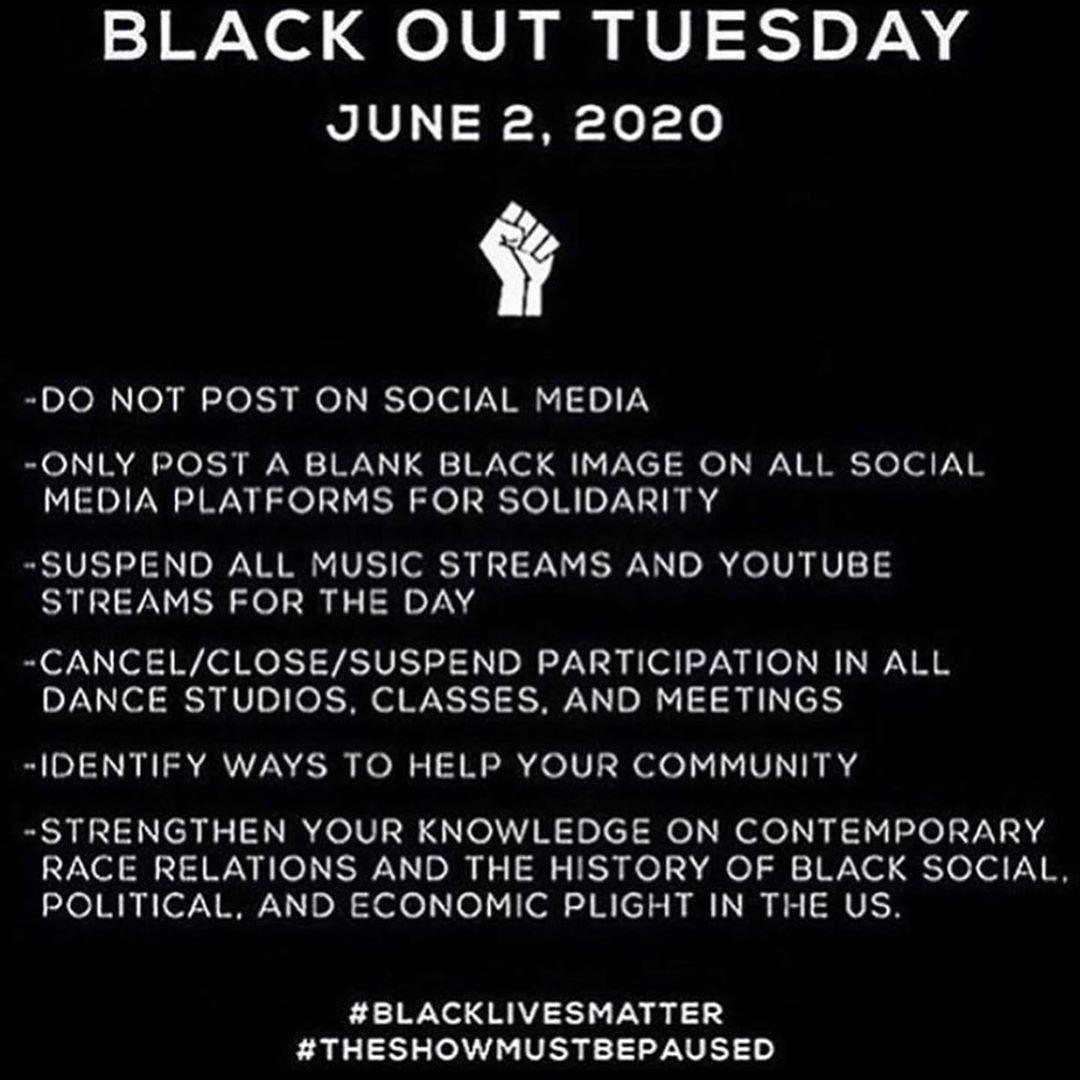 BLACK OUT TUESDAY
JUNE 2, 2020
-DO NOT POST ON SOCIAL MEDIA
-ONLY POST A BLANK BLACK IMAGE ON ALL SOCIAL
MEDIA PLATFORMS FOR SOLIDARITY
-SUSPEND ALL MUSIC STREAMS AND YOUTUBE
STREAMS FOR THE DAY
-CANCEL/CLOSE/SUSPEND PARTICIPATION IN ALL
DANCE STUDIOS, CLASSES, AND MEETINGS
-IDENTIFY WAYS TO HELP YOUR COMMUNITY
-STRENGTHEN YOUR KNOWLEDGE ON CONTEMPORARY
RACE RELATIONS AND THE HISTORY OF BLACK SOCIAL,
POLITICAL, AND ECONOMIC PLIGHT IN THE US.
#BLACKLIVESMATTER
#THESHOWMUSTBEPAUSED